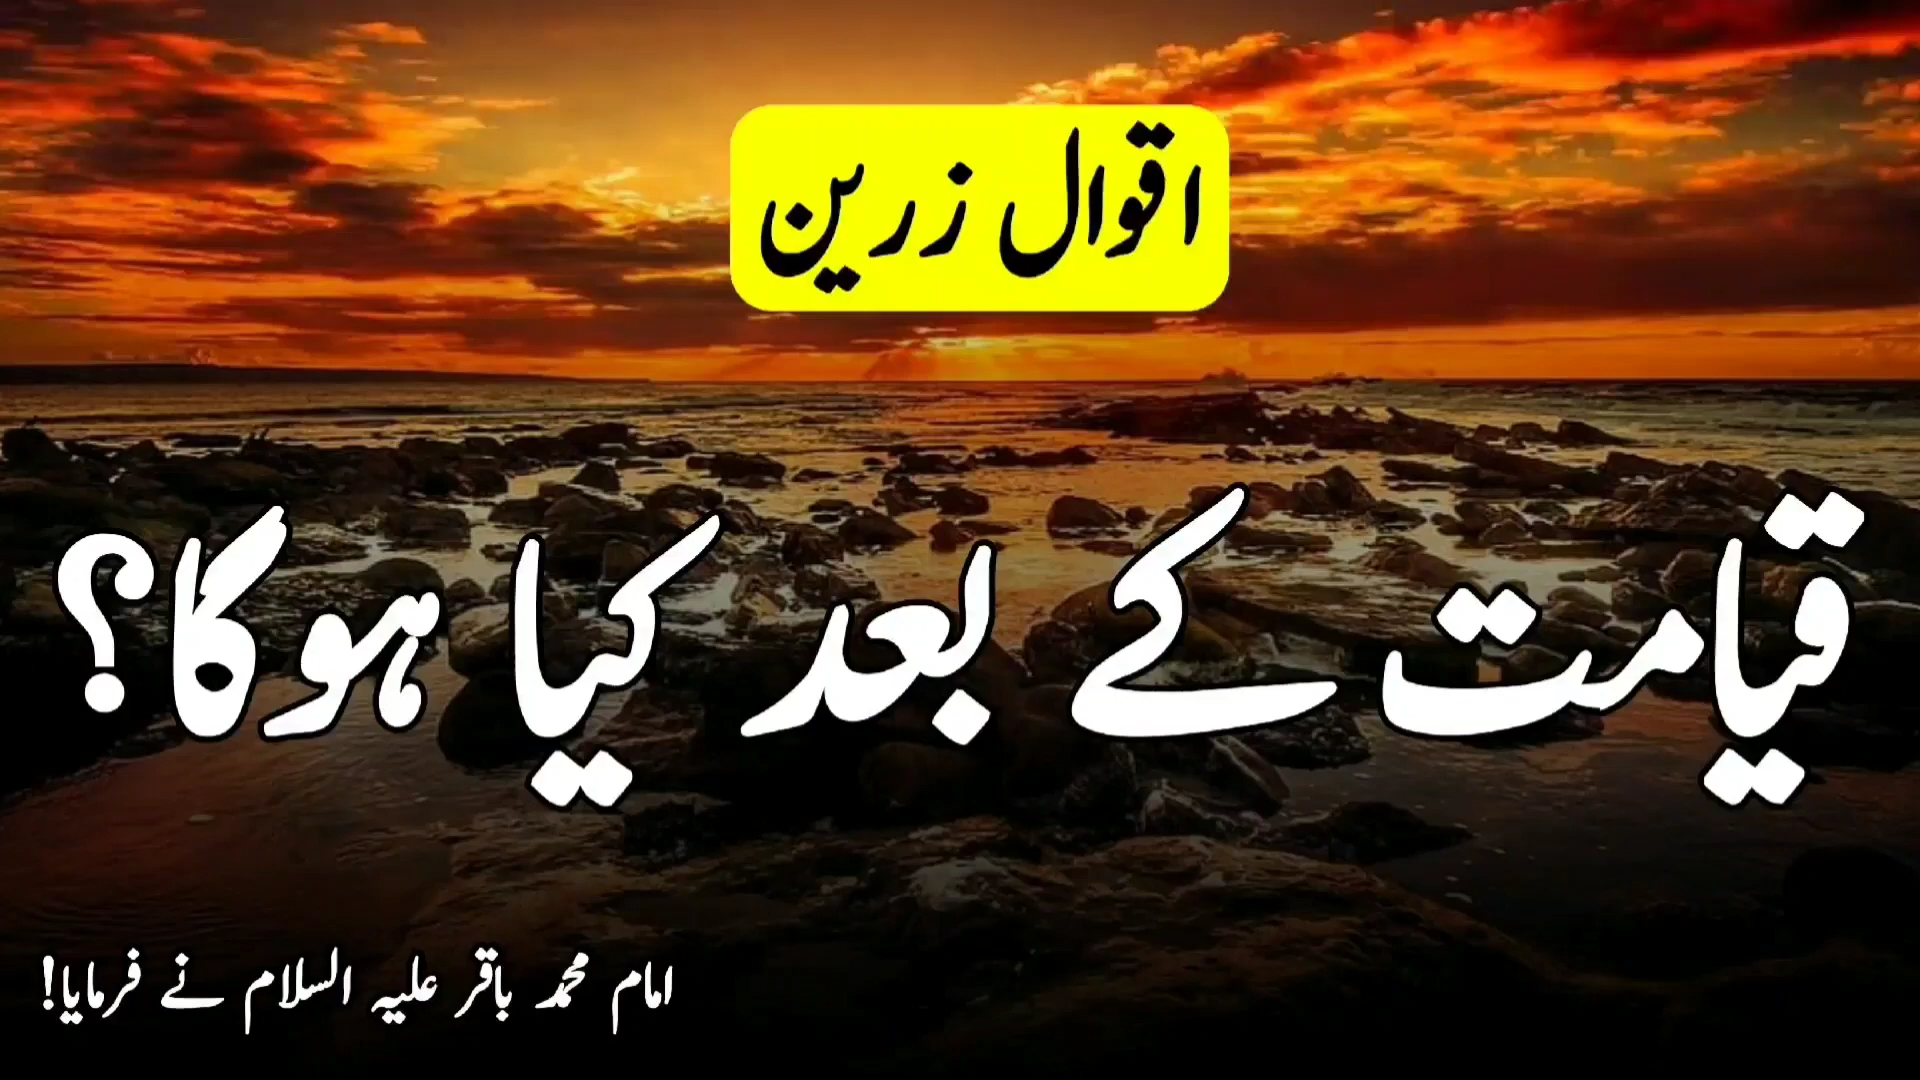 اقوال زرین
قیامت کے بعد کیا ہوگا؟
امام محمد باقر علیہ السلام نے فرمایا!